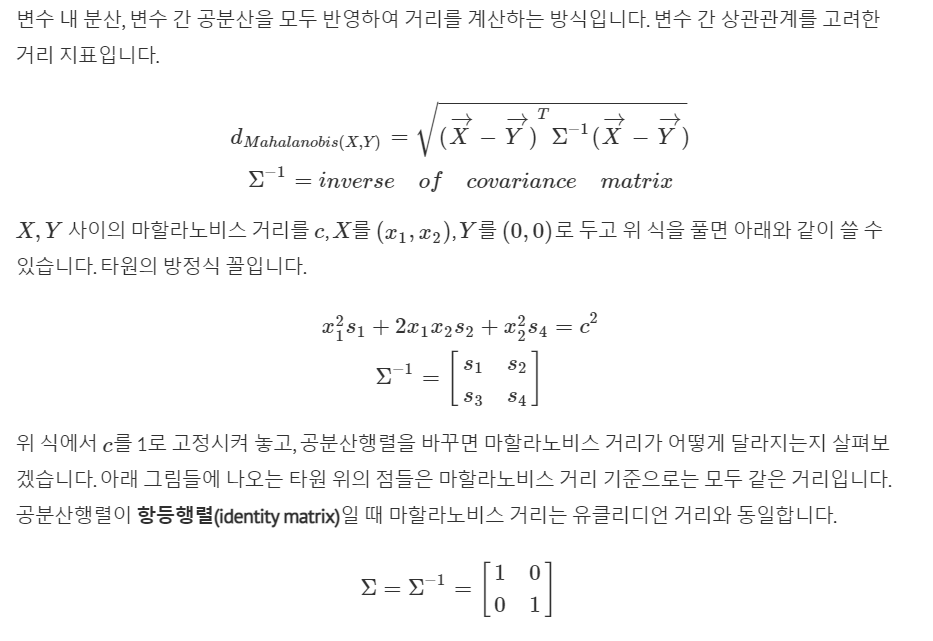 변수 내 분산, 변수 간 공분산을 모두 반영하여 거리를 계산하는 방식입니다. 변수 간 상관관계를 고려한
거리 지표입니다.
d_{Mahalanobis(X,Y)} = \sqrt{(\overrightarrow{X} - \overrightarrow{Y})^T Σ^{-1} (\overrightarrow{X} - \overrightarrow{Y})}
Σ^{-1} = inverse of covariance matrix
X, Y 사이의 마할라노비스 거리를 c, X를 (x_1, x_2), Y를 (0, 0)로 두고 위 식을 풀면 아래와 같이 쓸 수
있습니다. 타원의 방정식 꼴입니다.
x_1^2 s_1 + 2x_1 x_2 s_2 + x_2^2 s_4 = c^2
Σ^{-1} = \begin{bmatrix} s_1 & s_2 \\ s_3 & s_4 \end{bmatrix}
위 식에서 c를 1로 고정시켜 놓고, 공분산행렬을 바꾸면 마할라노비스 거리가 어떻게 달라지는지 살펴보
겠습니다. 아래 그림들에 나오는 타원 위의 점들은 마할라노비스 거리 기준으로는 모두 같은 거리입니다.
공분산행렬이 항등행렬(identity matrix)일 때 마할라노비스 거리는 유클리디언 거리와 동일합니다.
Σ = Σ^{-1} = \begin{bmatrix} 1 & 0 \\ 0 & 1 \end{bmatrix}